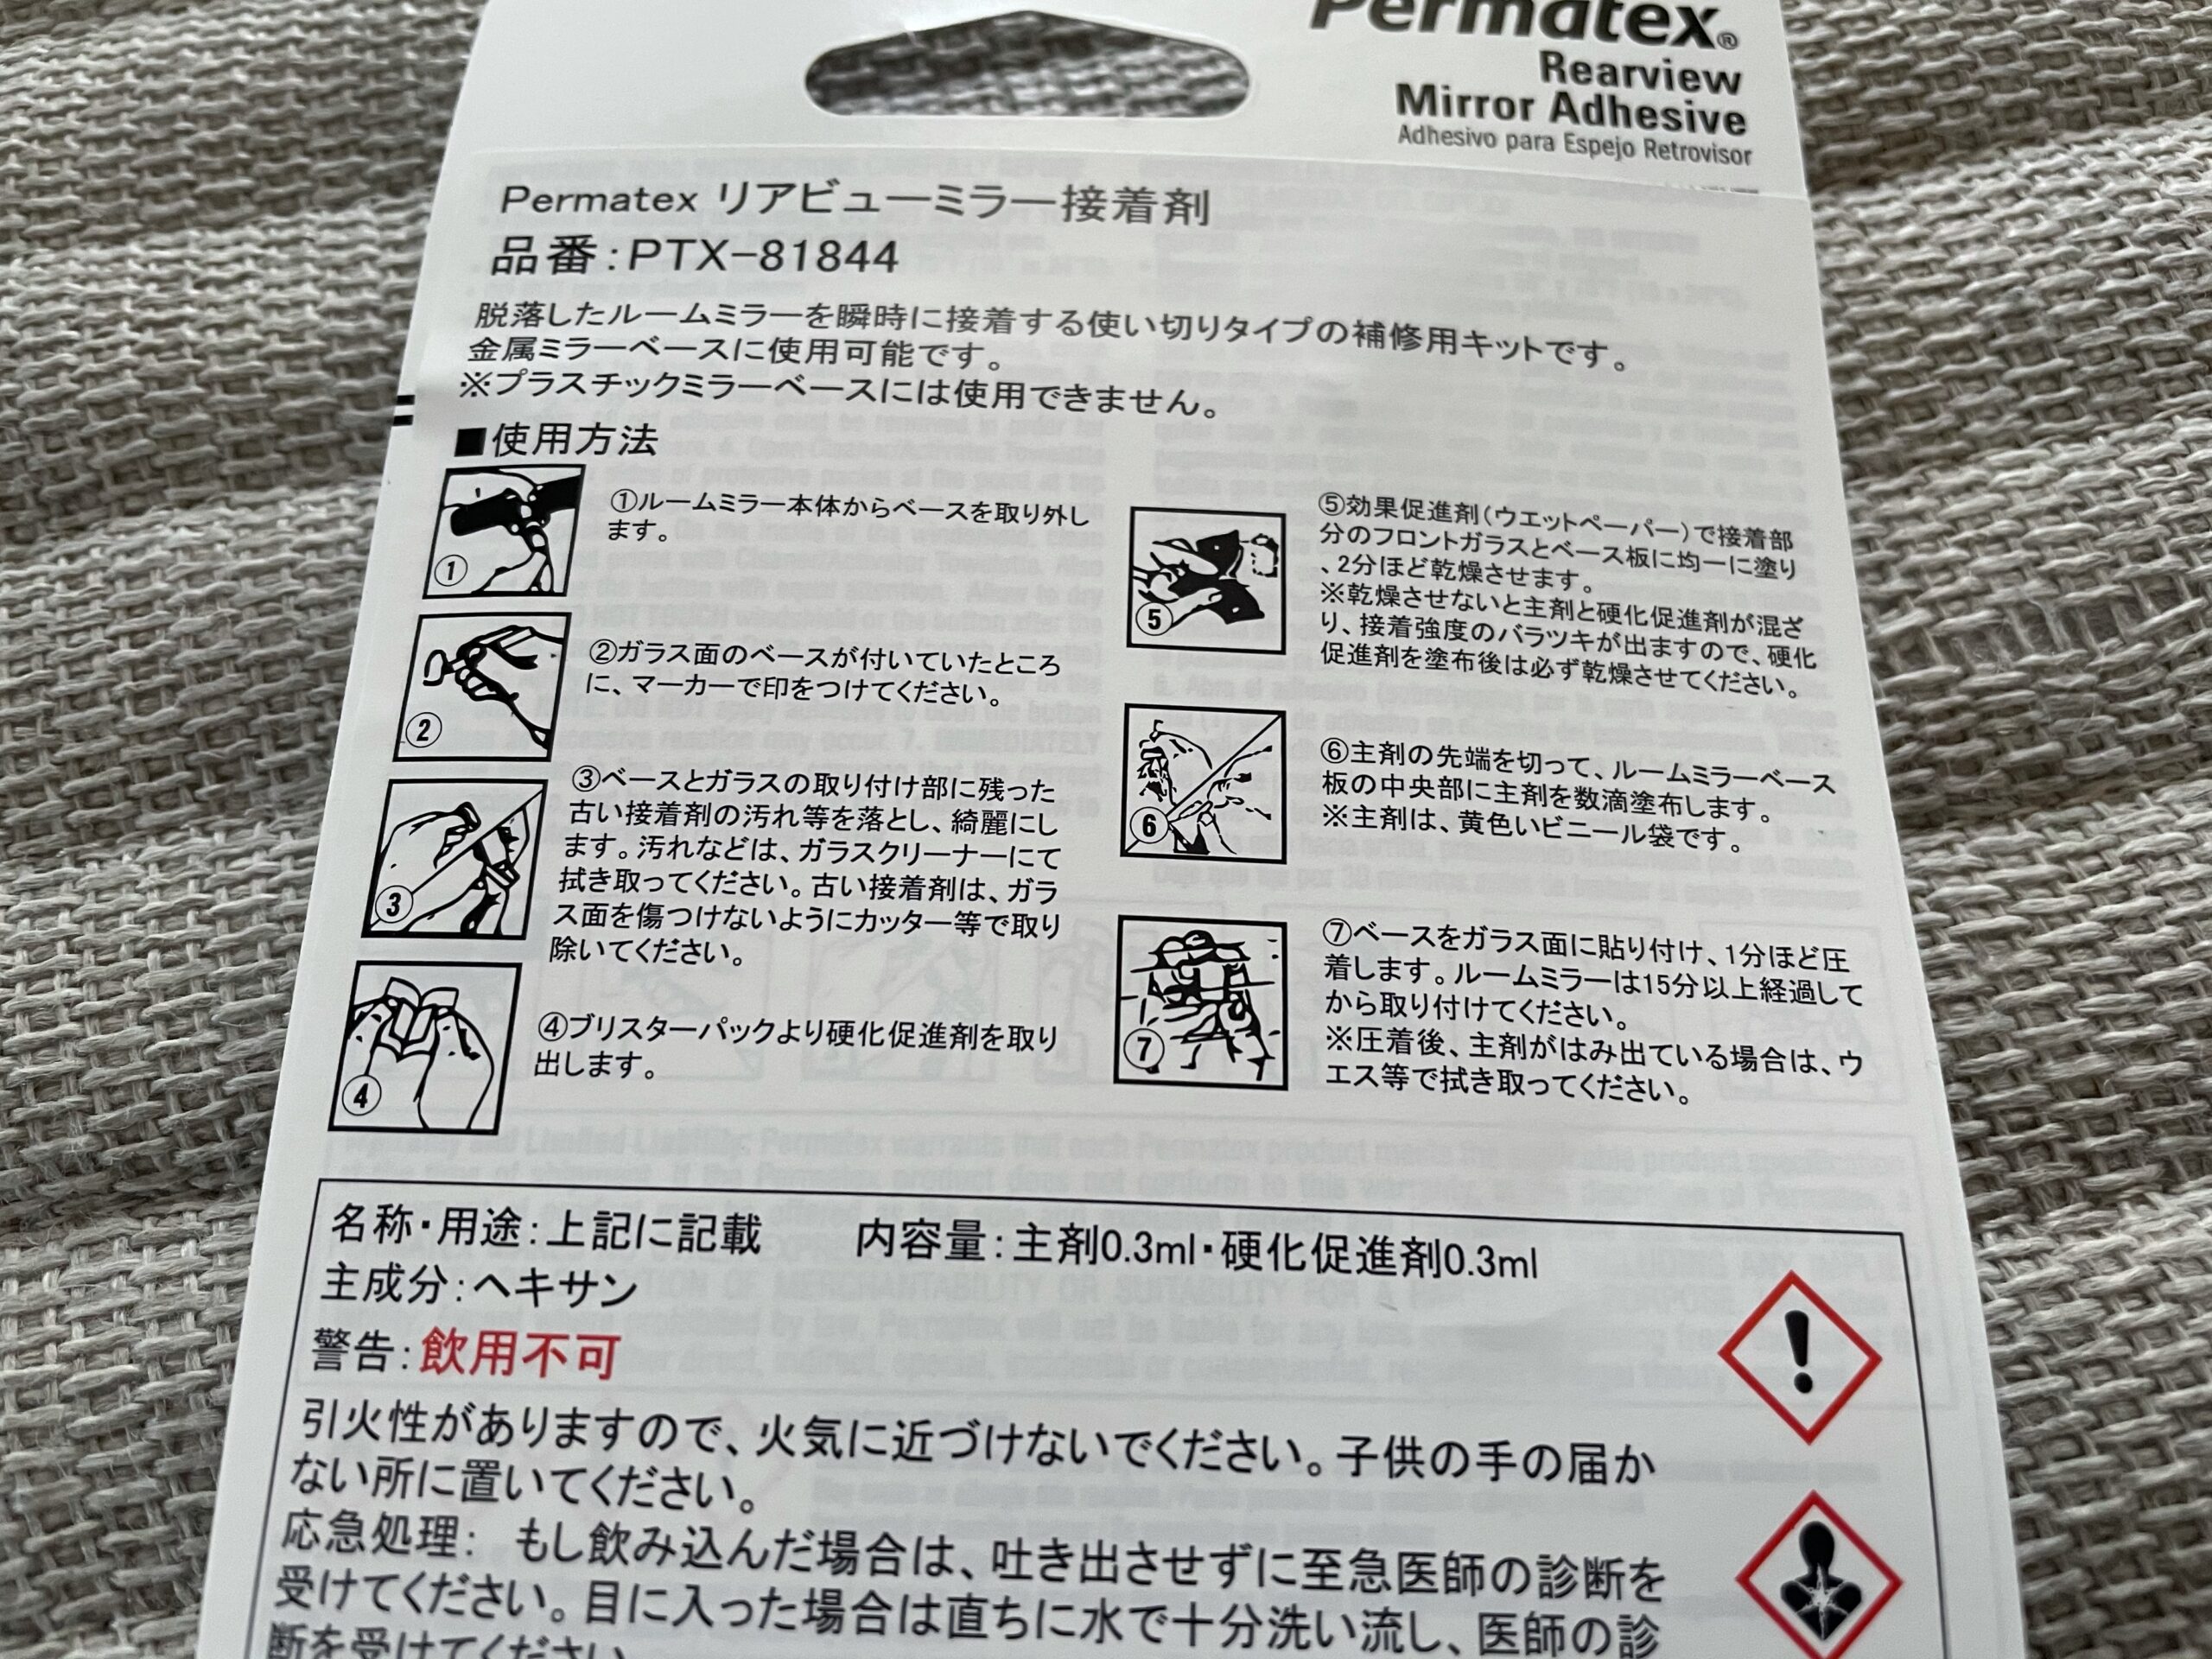 Permatex®
Rearview
Mirror Adhesive
Adhesivo para Espejo Retrovisor
Permatex リアビューミラー接着剤
品番:PTX-81844
脱落したルームミラーを瞬時に接着する使い切りタイプの補修用キットです。
金属ミラーベースに使用可能です。
※プラスチックミラーベースには使用できません。
■使用方法
1
①ルームミラー本体からベースを取り外し
ます。
2
②ガラス面のベースが付いていたところ
に、マーカーで印をつけてください。
3
③ベースとガラスの取り付け部に残った
古い接着剤の汚れ等を落とし、綺麗にし
ます。汚れなどは、ガラスクリーナーにて
拭き取ってください。古い接着剤は、ガラ
ス面を傷つけないようにカッター等で取り
除いてください。
4
④ブリスターパックより硬化促進剤を取り
出します。
5
⑤効果促進剤(ウエットペーパー)で接着部
分のフロントガラスとベース板に均一に塗り
、2分ほど乾燥させます。
※乾燥させないと主剤と硬化促進剤が混ざ
り、接着強度のバラツキが出ますので、硬化
促進剤を塗布後は必ず乾燥させてください。
6
⑥主剤の先端を切って、ルームミラーベース
板の中央部に主剤を数滴塗布します。
※主剤は、黄色いビニール袋です。
7
⑦ベースをガラス面に貼り付け、1分ほど圧
着します。ルームミラーは15分以上経過して
から取り付けてください。
※圧着後、主剤がはみ出ている場合は、ウ
エス等で拭き取ってください。
名称・用途:上記に記載 内容量:主剤0.3ml・硬化促進剤0.3ml
主成分:ヘキサン
警告:飲用不可
引火性がありますので、火気に近づけないでください。子供の手の届か
ない所に置いてください。
応急処理: もし飲み込んだ場合は、吐き出させずに至急医師の診断を
受けてください。目に入った場合は直ちに水で十分洗い流し、医師の診
断を受けてください